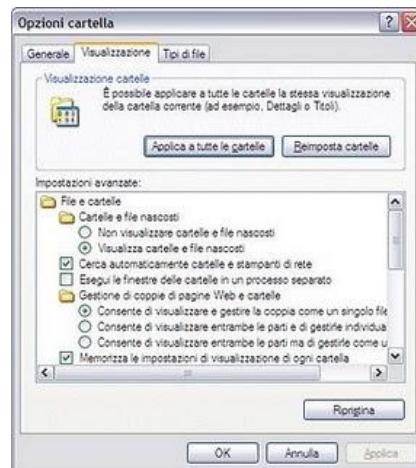 Opzioni cartella
Generale Visualizzazione Tipi di file
Visualizzazione cartelle
È possibile applicare a tutte le cartelle la stessa visualizzazione
della cartella corrente (ad esempio, Dettagli o Titoli).
Applica a tutte le cartelle Reimposta cartelle
Impostazioni avanzate:
File e cartelle
Cartelle e file nascosti
Non visualizzare cartelle e file nascosti
Visualizza cartelle e file nascosti
Cerca automaticamente cartelle e stampanti di rete
Esegui le finestre delle cartelle in un processo separato
Gestione di coppie di pagine Web e cartelle
Consente di visualizzare e gestire la coppia come un singolo file
Consente di visualizzare entrambe le parti e di gestirle individua
Consente di visualizzare entrambe le parti ma di gestirle come u
Memorizza le impostazioni di visualizzazione di ogni cartella
Ripristina
OK Annulla Applica